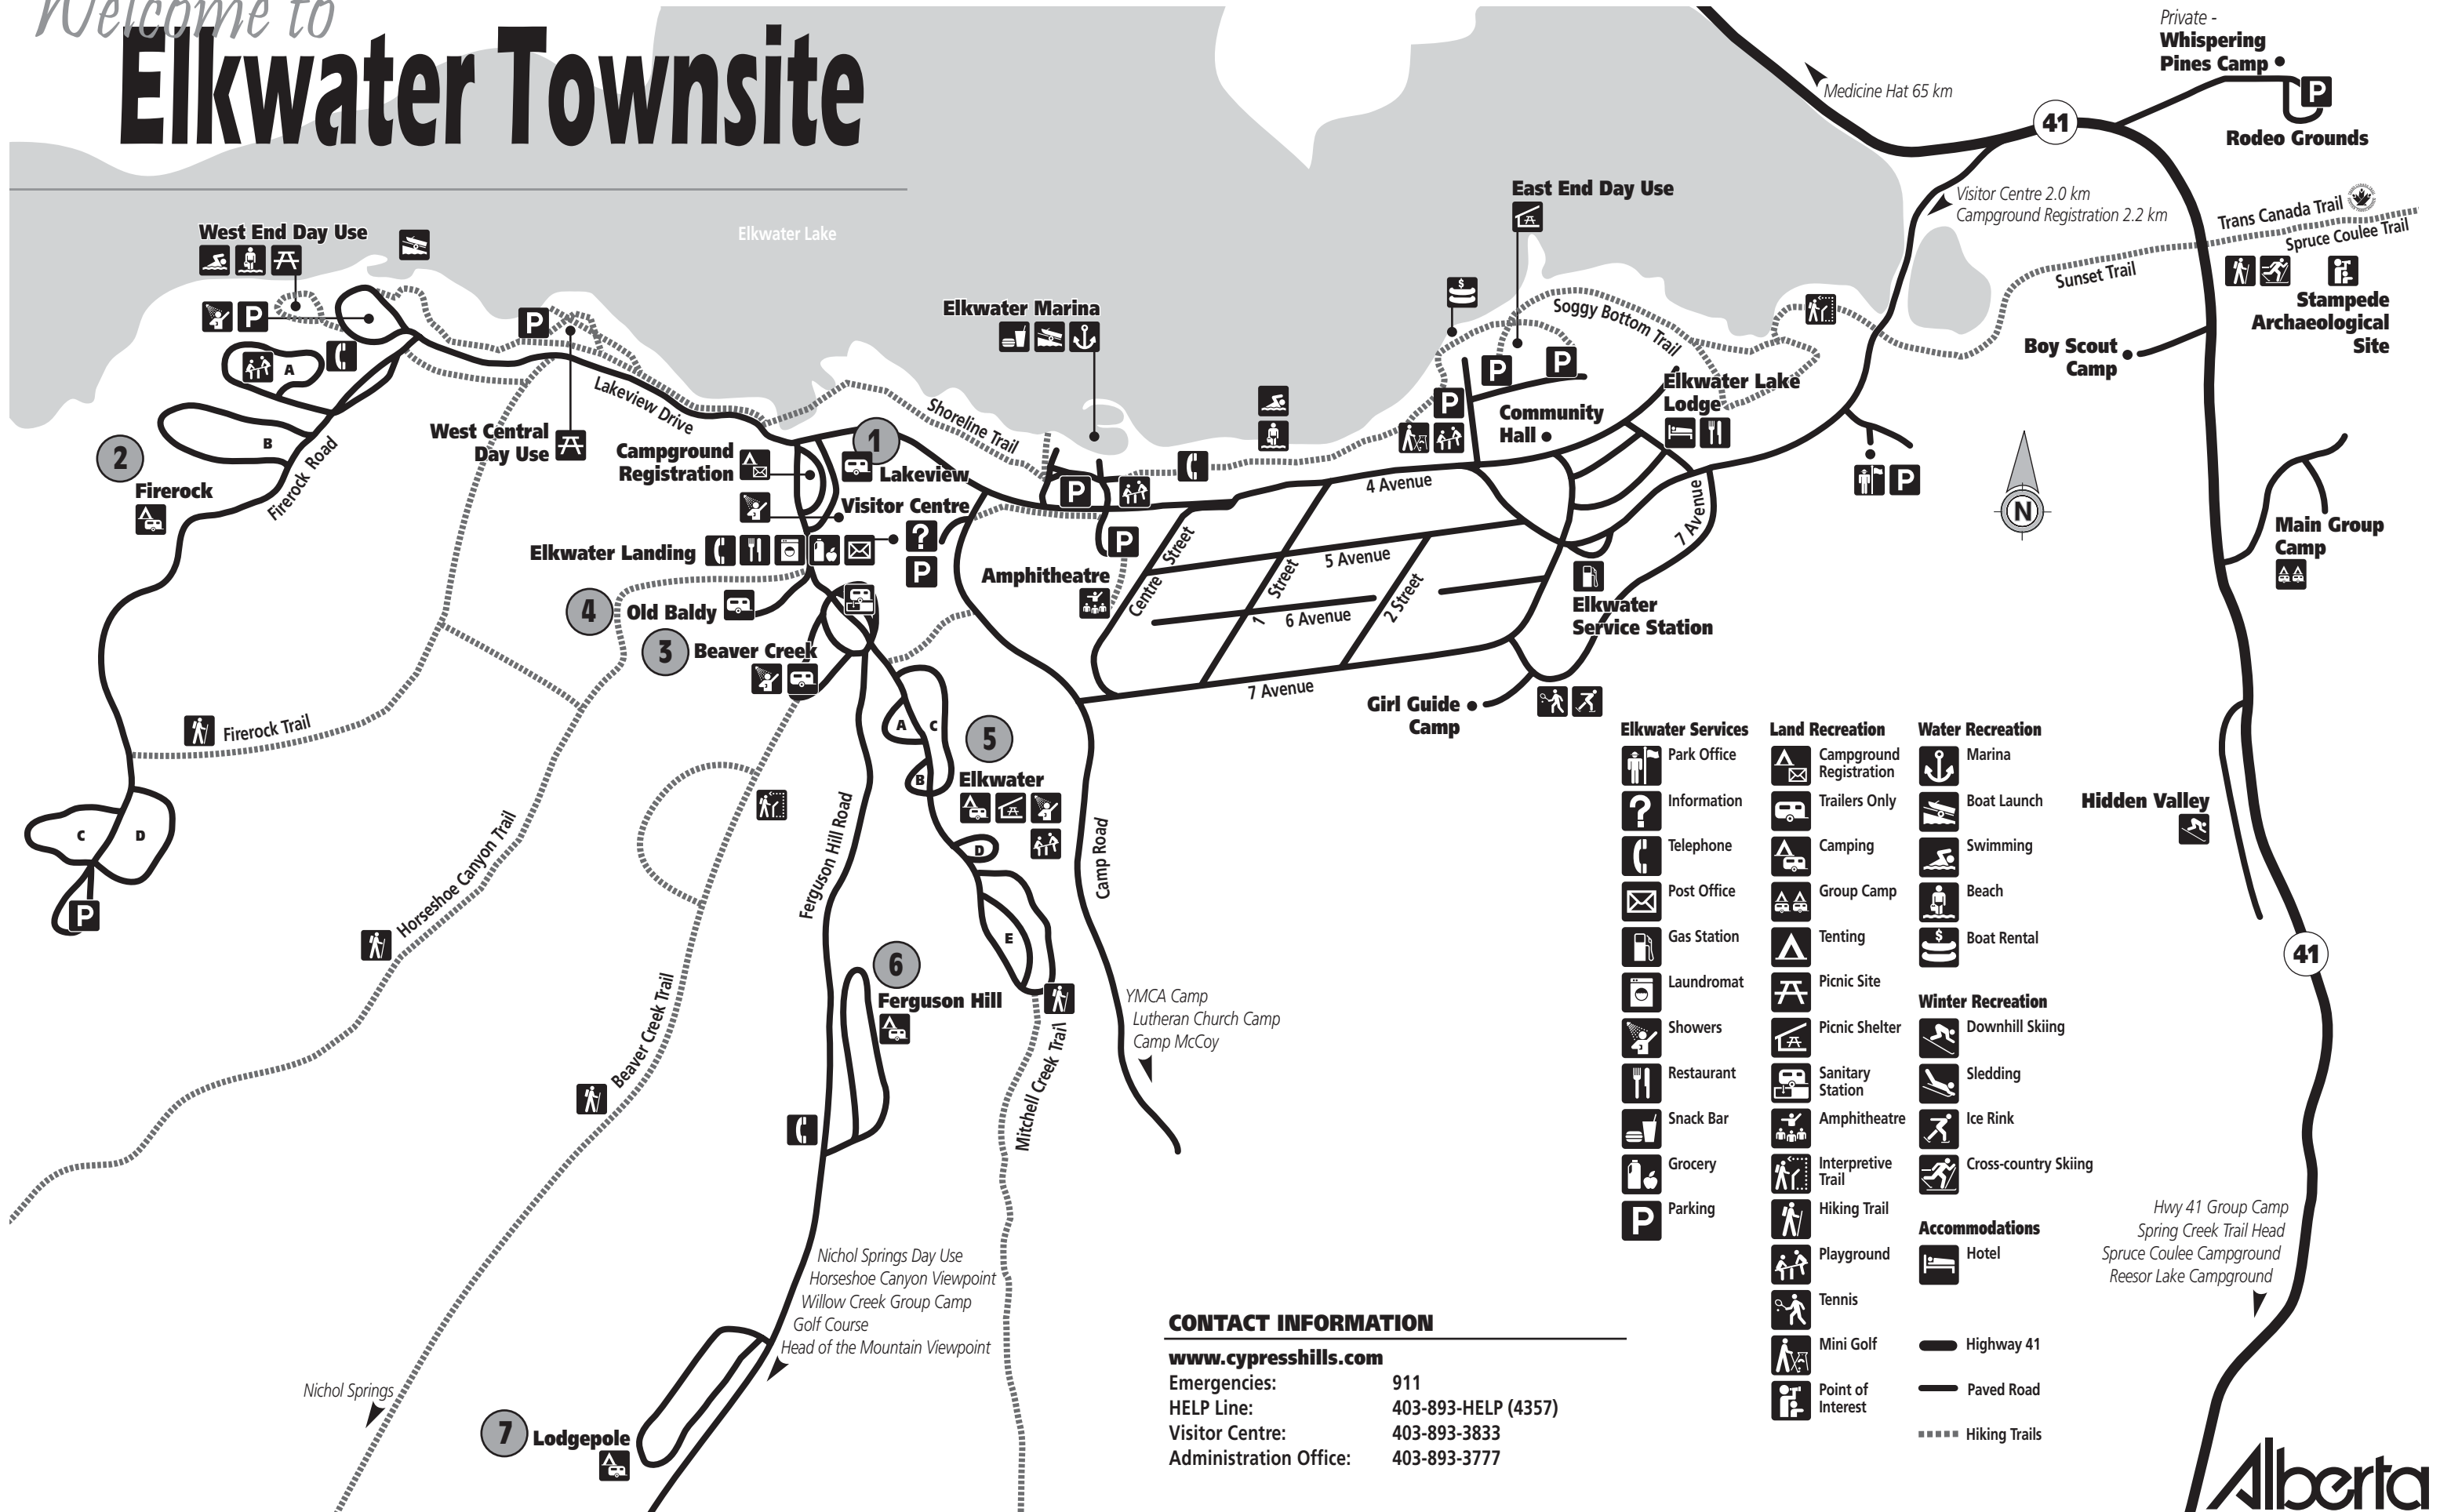 Welcome to
Elkwater Townsite
Private -
Whispering
Pines Camp
P
Rodeo Grounds
Medicine Hat 65 km
41
Visitor Centre 2.0 km
Campground Registration 2.2 km
Trans Canada Trail
Spruce Coulee Trail
Sunset Trail
Stampede
Archaeological
Site
Boy Scout
Camp
East End Day Use
Elkwater Lake
West End Day Use
P
P
A
B
2
Firerock
Firerock Road
West Central
Day Use
Lakeview Drive
Elkwater Marina
Shoreline Trail
$
Soggy Bottom Trail
P
P
P
Elkwater Lake
Lodge
Community
Hall
Campground
Registration
1
Lakeview
Visitor Centre
?
P
Elkwater Landing
P
P
P
4 Avenue
5 Avenue
6 Avenue
7 Avenue
7 Avenue
Centre Street
1 Street
2 Street
N
Main Group
Camp
Amphitheatre
4
Old Baldy
3
Beaver Creek
Elkwater
Service Station
Girl Guide
Camp
Firerock Trail
C
D
P
Horseshoe Canyon Trail
Beaver Creek Trail
Ferguson Hill Road
A
C
B
5
Elkwater
D
E
Camp Road
6
Ferguson Hill
Mitchell Creek Trail
YMCA Camp
Lutheran Church Camp
Camp McCoy
Hidden Valley
41
Hwy 41 Group Camp
Spring Creek Trail Head
Spruce Coulee Campground
Reesor Lake Campground
Nichol Springs Day Use
Horseshoe Canyon Viewpoint
Willow Creek Group Camp
Golf Course
Head of the Mountain Viewpoint
Nichol Springs
7
Lodgepole
Elkwater Services
Park Office
?
Information
Telephone
Post Office
Gas Station
Laundromat
Showers
Restaurant
Snack Bar
Grocery
P
Parking
Land Recreation
Campground
Registration
Trailers Only
Camping
Group Camp
Tenting
Picnic Site
Picnic Shelter
Sanitary
Station
Amphitheatre
Interpretive
Trail
Hiking Trail
Playground
Tennis
Mini Golf
Point of
Interest
Water Recreation
Marina
Boat Launch
Swimming
Beach
$
Boat Rental
Winter Recreation
Downhill Skiing
Sledding
Ice Rink
Cross-country Skiing
Accommodations
Hotel
Highway 41
Paved Road
Hiking Trails
CONTACT INFORMATION
www.cypresshills.com
Emergencies: 911
HELP Line: 403-893-HELP (4357)
Visitor Centre: 403-893-3833
Administration Office: 403-893-3777
Alberta